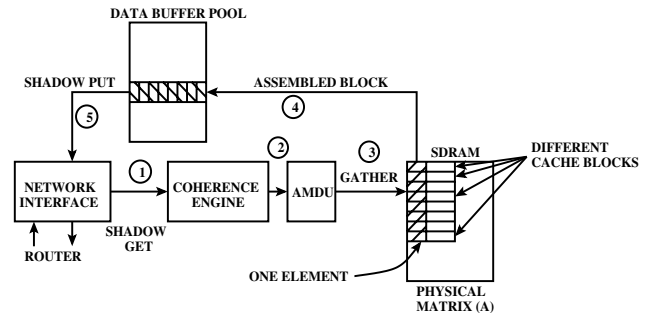 DATA BUFFER POOL
SHADOW PUT
ASSEMBLED BLOCK
4
5
SDRAM
DIFFERENT
CACHE BLOCKS
1
2
3
GATHER
NETWORK
INTERFACE
COHERENCE
ENGINE
AMDU
SHADOW
GET
ROUTER
ONE ELEMENT
PHYSICAL
MATRIX (A)